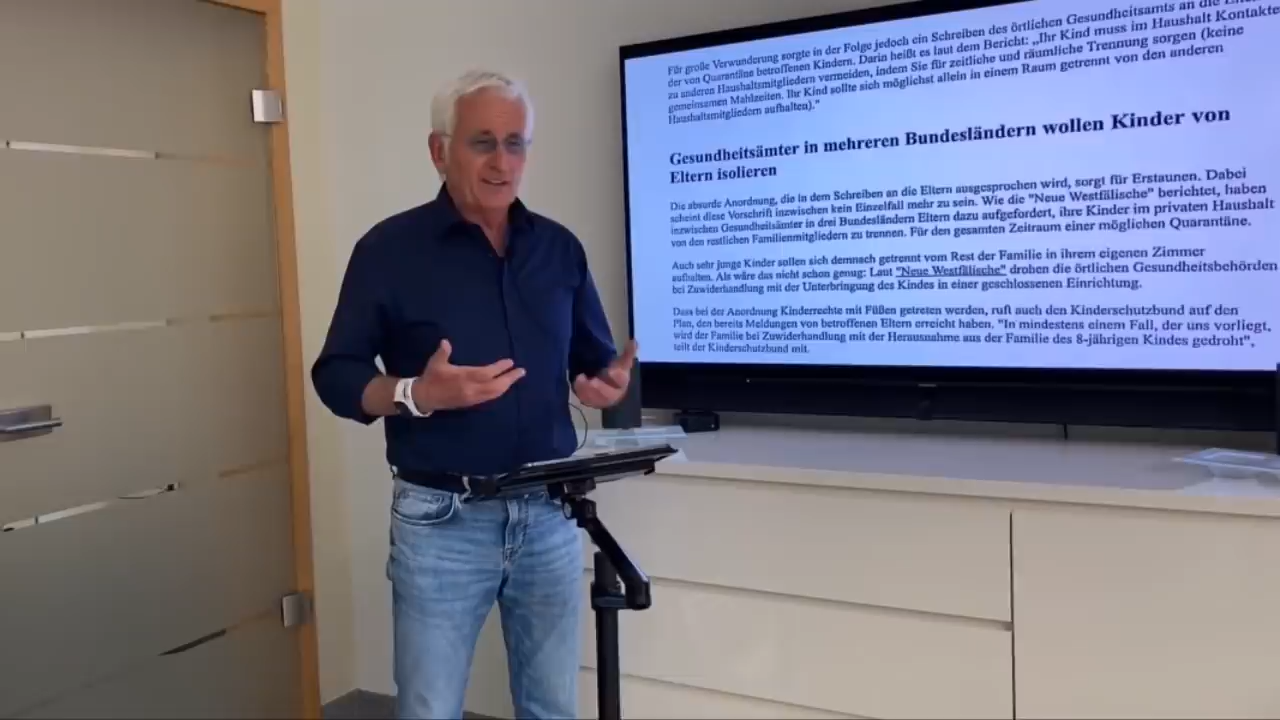 Für große Verwunderung sorgte in der Folge jedoch ein Schreiben des örtlichen Gesundheitsamts an die
der von Quarantäne betroffenen Kindern. Darin heißt es laut dem Bericht: „Ihr Kind muss im Haushalt Kontakte
zu anderen Haushaltsmitgliedern vermeiden, indem Sie für zeitliche und räumliche Trennung sorgen (keine
gemeinsamen Mahlzeiten. Ihr Kind sollte sich möglichst allein in einem Raum getrennt von den anderen
Haushaltsmitgliedern aufhalten)."
Gesundheitsämter in mehreren Bundesländern wollen Kinder von
Eltern isolieren
Die absurde Anordnung, die in dem Schreiben an die Eltern ausgesprochen wird, sorgt für Erstaunen. Dabei
scheint diese Vorschrift inzwischen kein Einzelfall mehr zu sein. Wie die "Neue Westfälische" berichtet, haben
inzwischen Gesundheitsämter in drei Bundesländern Eltern dazu aufgefordert, ihre Kinder im privaten Haushalt
von den restlichen Familienmitgliedern zu trennen. Für den gesamten Zeitraum einer möglichen Quarantäne.
Auch sehr junge Kinder sollen sich demnach getrennt vom Rest der Familie in ihrem eigenen Zimmer
aufhalten. Als wäre das nicht schon genug: Laut "Neue Westfälische" drohen die örtlichen Gesundheitsbehörden
bei Zuwiderhandlung mit der Unterbringung des Kindes in einer geschlossenen Einrichtung.
Dass bei der Anordnung Kinderrechte mit Füßen getreten werden, ruft auch den Kinderschutzbund auf den
Plan, den bereits Meldungen von betroffenen Eltern erreicht haben. "In mindestens einem Fall, der uns vorliegt,
wird der Familie bei Zuwiderhandlung mit der Herausnahme aus der Familie des 8-jährigen Kindes gedroht",
teilt der Kinderschutzbund mit.